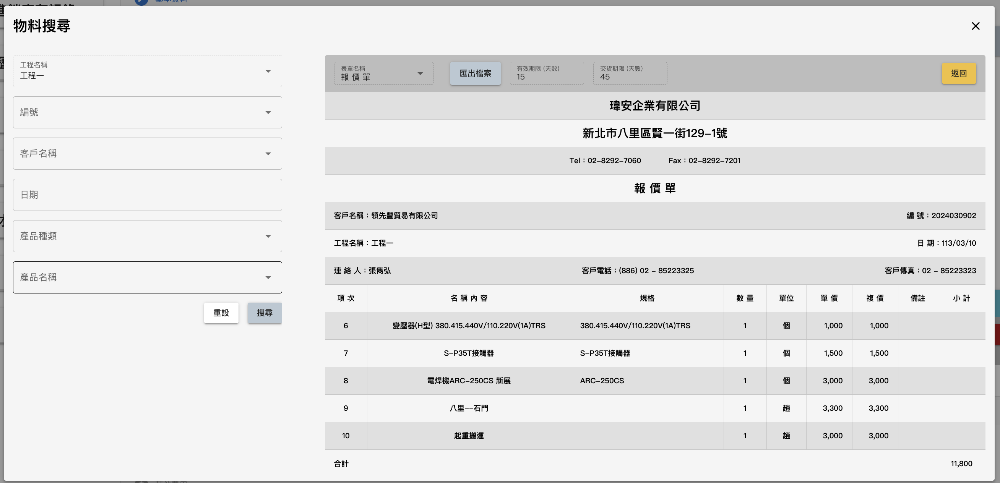 物料搜尋
工程名稱
工程一
編號
客戶名稱
日期
產品種類
產品名稱
重設 搜尋
表單名稱
報 價 單
匯出檔案
有效期限 (天數)
15
交貨期限 (天數)
45
返回
瑋安企業有限公司
新北市八里區賢一街129-1號
Tel：02-8292-7060 Fax：02-8292-7201
報 價 單
客戶名稱：領先豐貿易有限公司 編 號：2024030902
工程名稱：工程一 日 期：113/03/10
連 絡 人：張雋弘 客戶電話：(886) 02 - 85223325 客戶傳真：02 - 85223323
項 次 名 稱 內 容 規格 數 量 單位 單 價 複 價 備註 小 計
6 變壓器(H型) 380.415.440V/110.220V(1A)TRS 380.415.440V/110.220V(1A)TRS 1 個 1,000 1,000
7 S-P35T接觸器 S-P35T接觸器 1 個 1,500 1,500
8 電焊機ARC-250CS 新展 ARC-250CS 1 個 3,000 3,000
9 八里--石門 1 趟 3,300 3,300
10 起重搬運 1 趟 3,000 3,000
合計 11,800